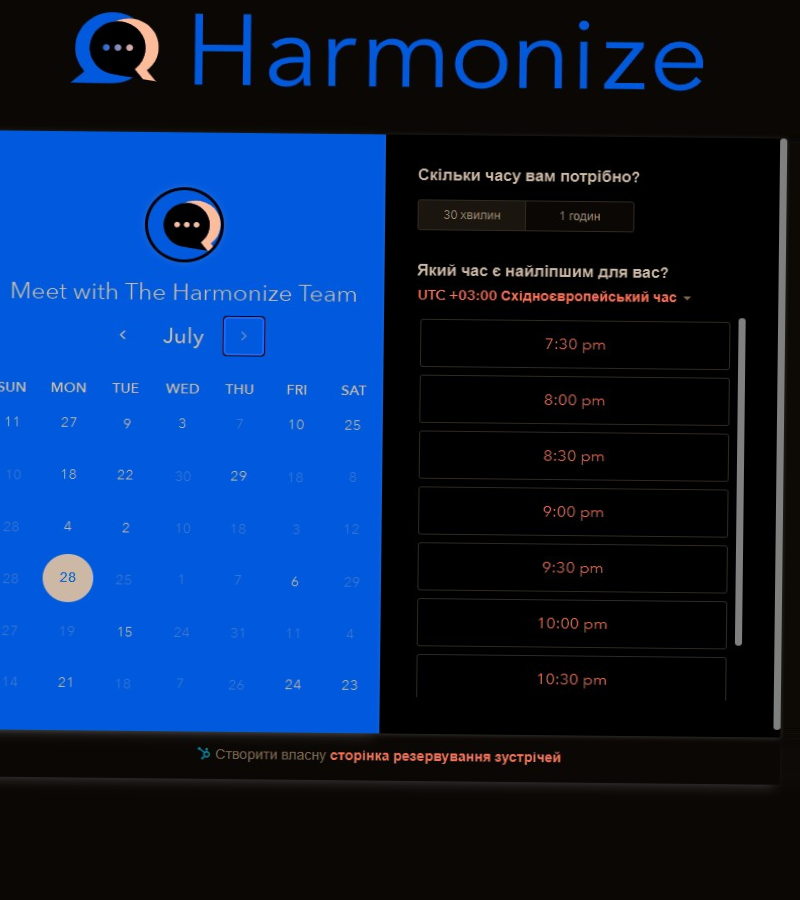 Harmonize
Meet with The Harmonize Team
July
SUN MON TUE WED THU FRI SAT
11 27 9 3 7 10 25
10 18 22 30 29 18 8
28 4 2 10 18 3 12
28 28 25 1 7 6 29
27 19 15 24 31 11 4
14 21 18 7 26 24 23
Скільки часу вам потрібно?
30 хвилин 1 годин
Який час є найліпшим для вас?
UTC +03:00 Східноєвропейський час
7:30 pm
8:00 pm
8:30 pm
9:00 pm
9:30 pm
10:00 pm
10:30 pm
Створити власну сторінка резервування зустрічей